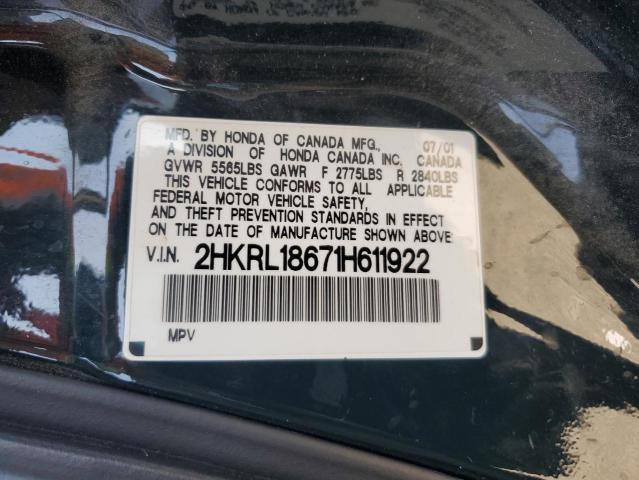 MFD. BY HONDA OF CANADA MFG., 07/01
A DIVISION OF HONDA CANADA INC. CANADA
GVWR 5565LBS GAWR F 2775LBS R 2840LBS
THIS VEHICLE CONFORMS TO ALL APPLICABLE
FEDERAL MOTOR VEHICLE SAFETY,
AND THEFT PREVENTION STANDARDS IN EFFECT
ON THE DATE OF MANUFACTURE SHOWN ABOVE
V.I.N. 2HKRL18671H611922
MPV